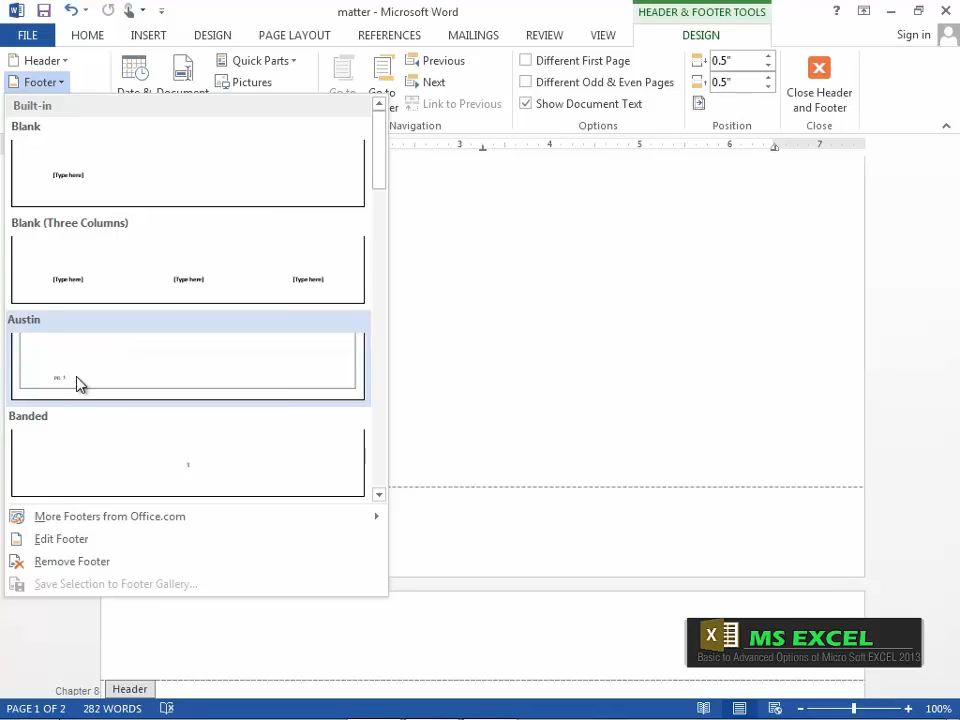 matter - Microsoft Word
HEADER & FOOTER TOOLS
FILE HOME INSERT DESIGN PAGE LAYOUT REFERENCES MAILINGS REVIEW VIEW DESIGN Sign in
Header
Footer
Quick Parts
Pictures
Previous
Next
Link to Previous
Navigation
Different First Page
Different Odd & Even Pages
Show Document Text
Options
0.5"
0.5"
Position
Close Header
and Footer
Close
Built-in
Blank
[Type here]
Blank (Three Columns)
[Type here] [Type here] [Type here]
Austin
Banded
More Footers from Office.com
Edit Footer
Remove Footer
Save Selection to Footer Gallery...
3 4 5 6 7
MS EXCEL
Basic to Advanced Options of Micro Soft EXCEL 2013
Chapter 8
Header
PAGE 1 OF 2 282 WORDS 100%